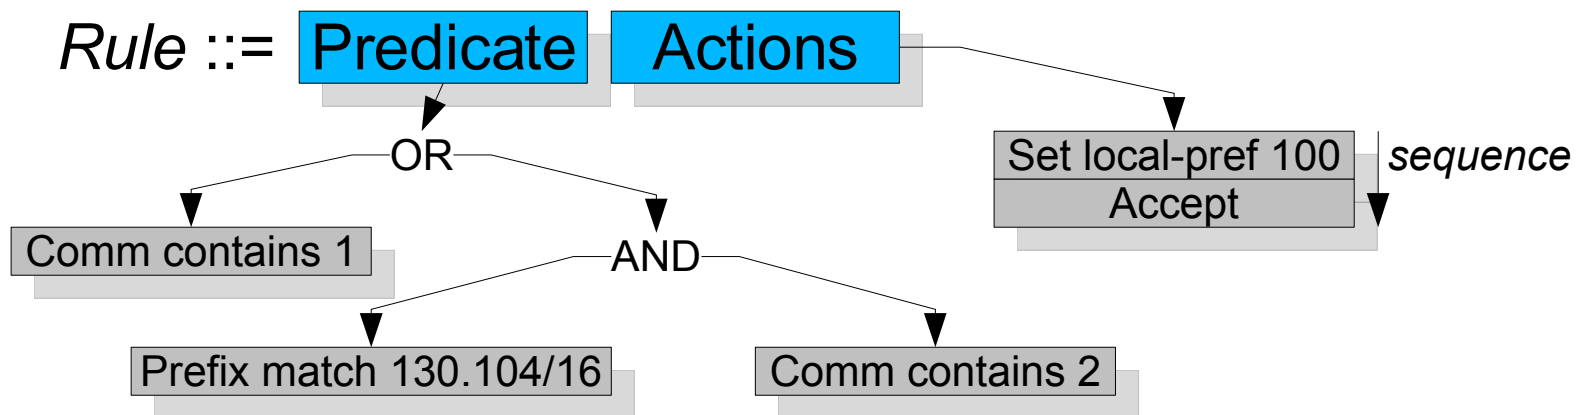 Rule ::= Predicate Actions
OR
Set local-pref 100
sequence
Accept
Comm contains 1
AND
Prefix match 130.104/16
Comm contains 2